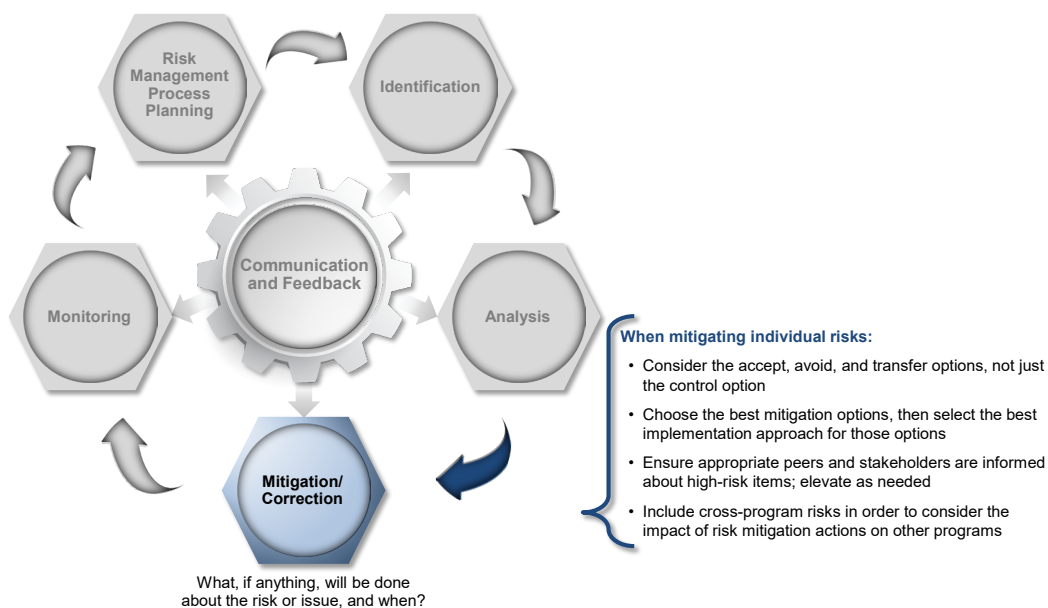 Risk
Management
Process
Planning
Identification
Communication
and Feedback
Monitoring
Analysis
When mitigating individual risks:
• Consider the accept, avoid, and transfer options, not just
the control option
• Choose the best mitigation options, then select the best
implementation approach for those options
• Ensure appropriate peers and stakeholders are informed
about high-risk items; elevate as needed
• Include cross-program risks in order to consider the
impact of risk mitigation actions on other programs
Mitigation/
Correction
What, if anything, will be done
about the risk or issue, and when?